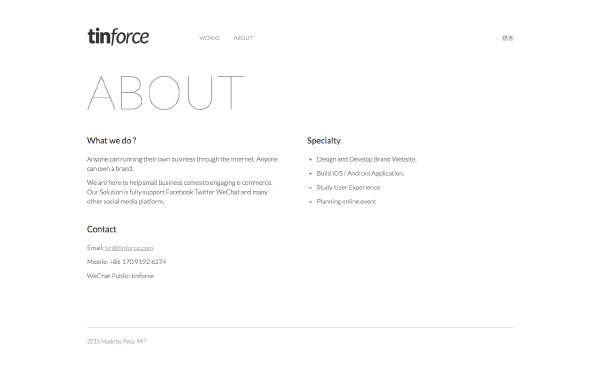 tinforce
WORKS ABOUT
語言
ABOUT
What we do ?
Anyone can running their own business through the internet. Anyone
can own a brand.
We are here to help small business comes to engaging e-commerce.
Our Solution is fully support Facebook Twitter WeChat and many
other social media platform.
Contact
Email: tin@tinforce.com
Mobile: +86 170 9192 6274
WeChat Public: tinforce
Specialty
Design and Develop Brand Website.
Build iOS / Android Application.
Study User Experience
Planning online event
2015 Made by Pyco. MIT